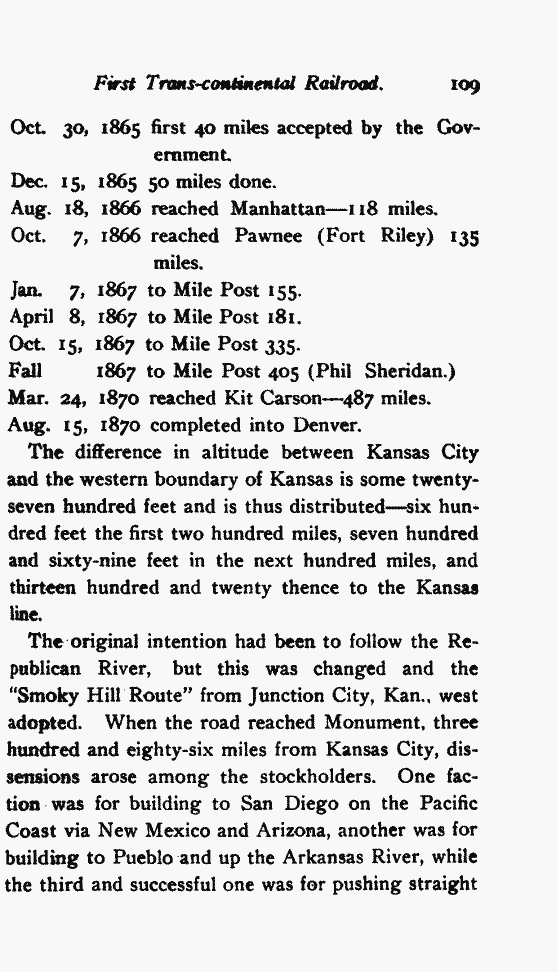 First Trans-continental Railroad. 109
Oct. 30, 1865 first 40 miles accepted by the Gov-
ernment.
Dec. 15, 1865 50 miles done.
Aug. 18, 1866 reached Manhattan—118 miles.
Oct. 7, 1866 reached Pawnee (Fort Riley) 135
miles.
Jan. 7, 1867 to Mile Post 155.
April 8, 1867 to Mile Post 181.
Oct. 15, 1867 to Mile Post 335.
Fall 1867 to Mile Post 405 (Phil Sheridan.)
Mar. 24, 1870 reached Kit Carson—487 miles.
Aug. 15, 1870 completed into Denver.
The difference in altitude between Kansas City
and the western boundary of Kansas is some twenty-
seven hundred feet and is thus distributed—six hun-
dred feet the first two hundred miles, seven hundred
and sixty-nine feet in the next hundred miles, and
thirteen hundred and twenty thence to the Kansas
line.
The original intention had been to follow the Re-
publican River, but this was changed and the
"Smoky Hill Route" from Junction City, Kan., west
adopted. When the road reached Monument, three
hundred and eighty-six miles from Kansas City, dis-
sensions arose among the stockholders. One fac-
tion was for building to San Diego on the Pacific
Coast via New Mexico and Arizona, another was for
building to Pueblo and up the Arkansas River, while
the third and successful one was for pushing straight